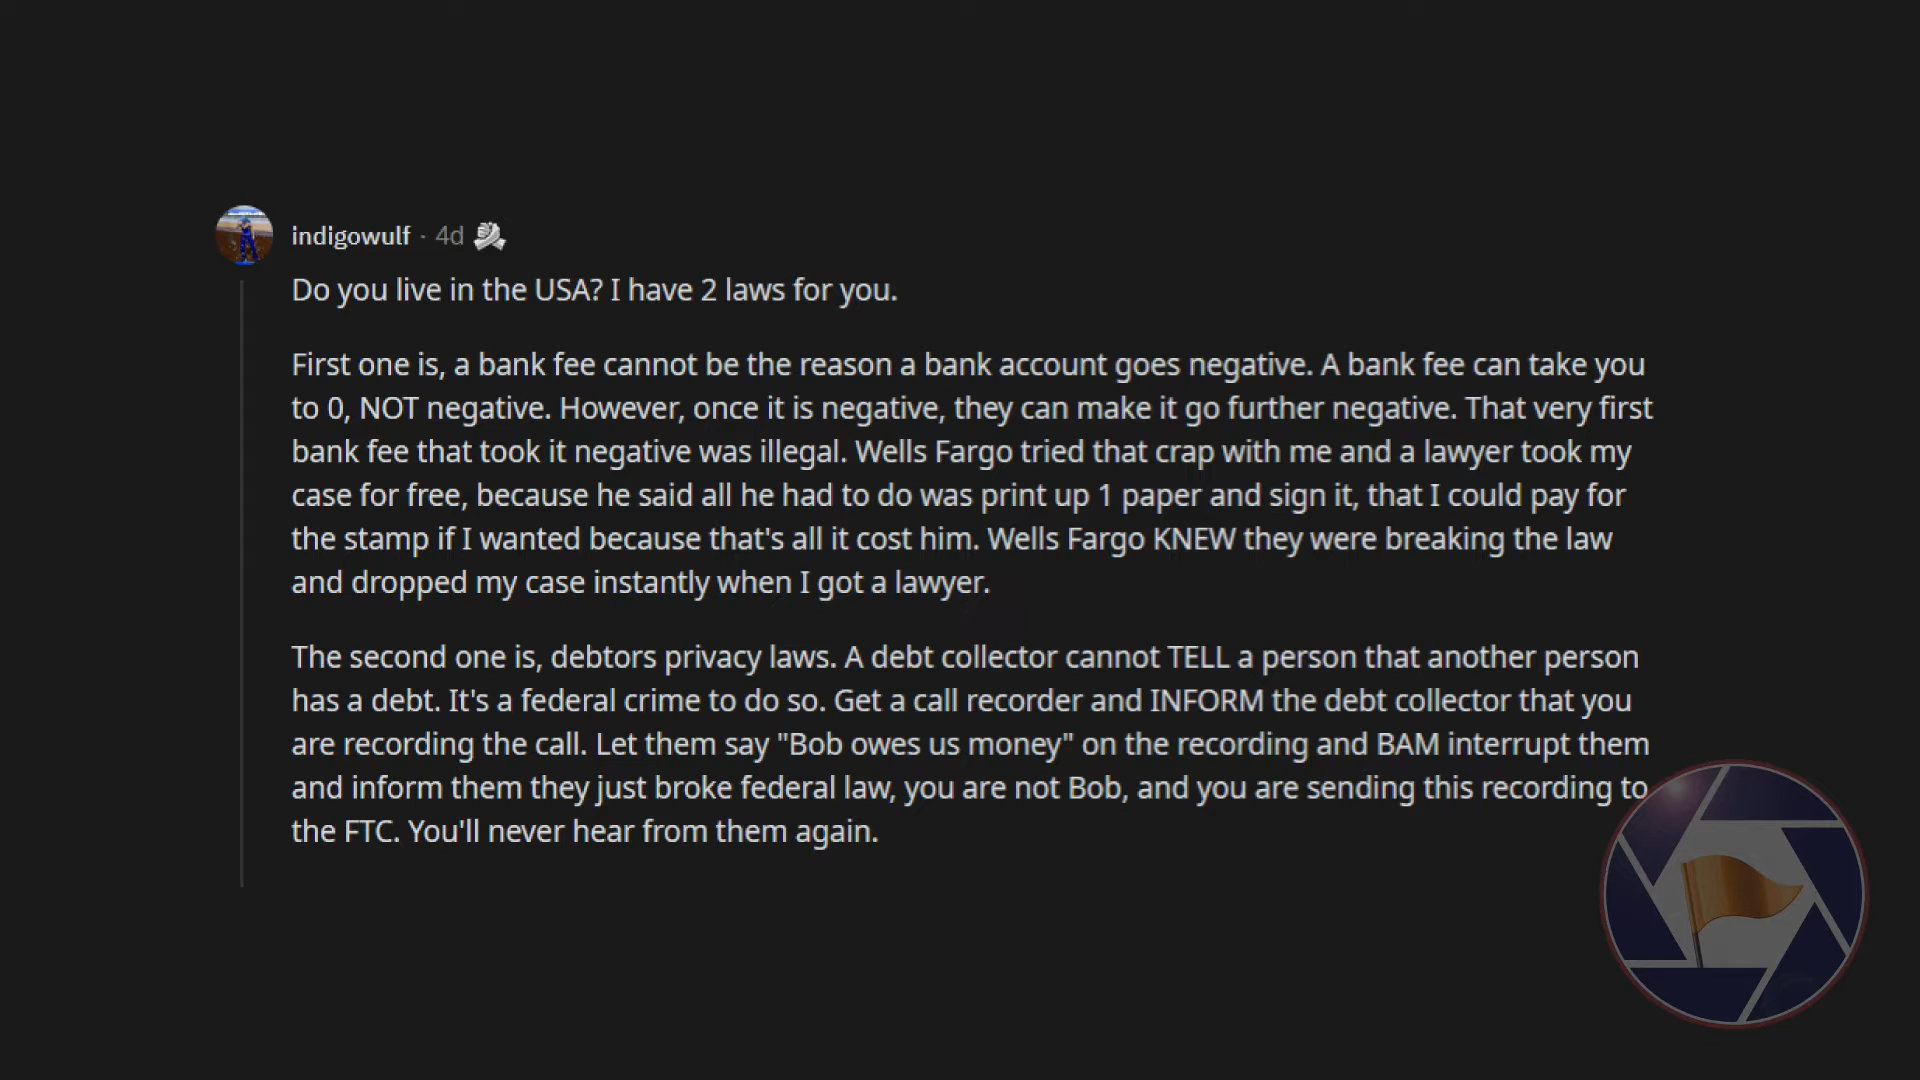 indigowulf · 4d
Do you live in the USA? I have 2 laws for you.
First one is, a bank fee cannot be the reason a bank account goes negative. A bank fee can take you
to 0, NOT negative. However, once it is negative, they can make it go further negative. That very first
bank fee that took it negative was illegal. Wells Fargo tried that crap with me and a lawyer took my
case for free, because he said all he had to do was print up 1 paper and sign it, that I could pay for
the stamp if I wanted because that's all it cost him. Wells Fargo KNEW they were breaking the law
and dropped my case instantly when I got a lawyer.
The second one is, debtors privacy laws. A debt collector cannot TELL a person that another person
has a debt. It's a federal crime to do so. Get a call recorder and INFORM the debt collector that you
are recording the call. Let them say "Bob owes us money" on the recording and BAM interrupt them
and inform them they just broke federal law, you are not Bob, and you are sending this recording to
the FTC. You'll never hear from them again.